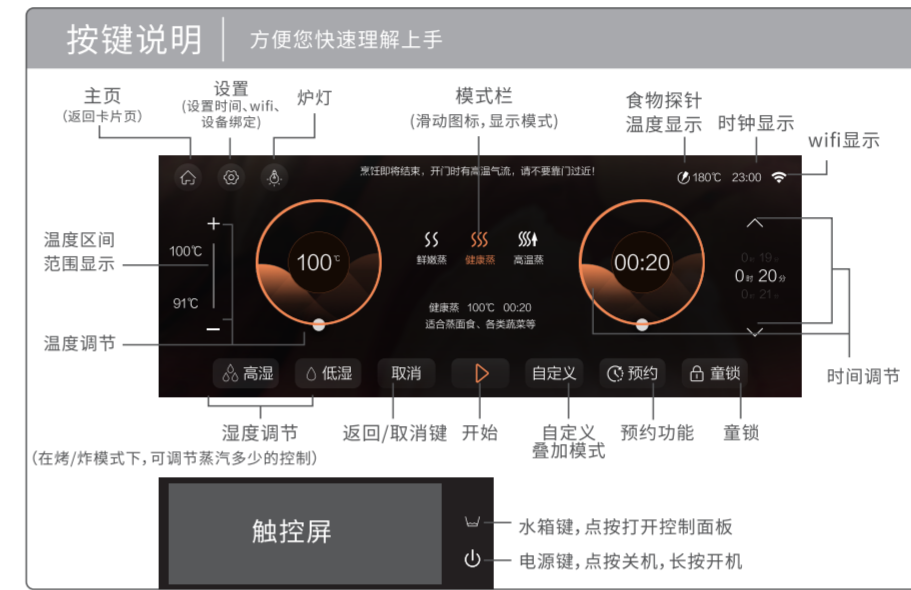 按键说明 方便您快速理解上手
主页
(返回卡片页)
设置
(设置时间、wifi、
设备绑定)
炉灯
模式栏
(滑动图标,显示模式)
食物探针
温度显示
时钟显示
wifi显示
烹饪即将结束，开门时有高温气流，请不要靠门过近!
180℃ 23:00
温度区间
范围显示
温度调节
+
100℃
91℃
−
100℃
鲜嫩蒸 健康蒸 高温蒸
健康蒸 100℃ 00:20
适合蒸面食、各类蔬菜等
00:20
0时 19分
0时 20分
0时 21分
时间调节
高湿 低湿 取消 自定义 预约 童锁
湿度调节
(在烤/炸模式下,可调节蒸汽多少的控制)
返回/取消键
开始
自定义
叠加模式
预约功能
童锁
触控屏
水箱键,点按打开控制面板
电源键,点按关机,长按开机